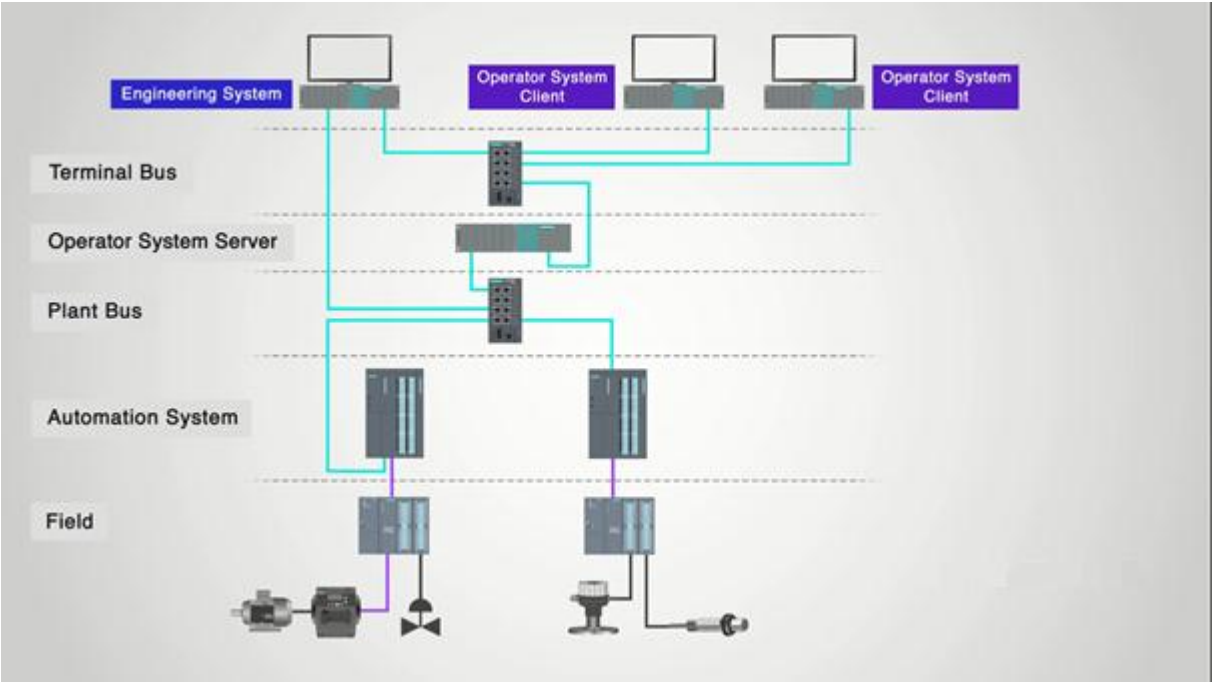 Engineering System
Operator System
Client
Operator System
Client
Terminal Bus
Operator System Server
Plant Bus
Automation System
Field